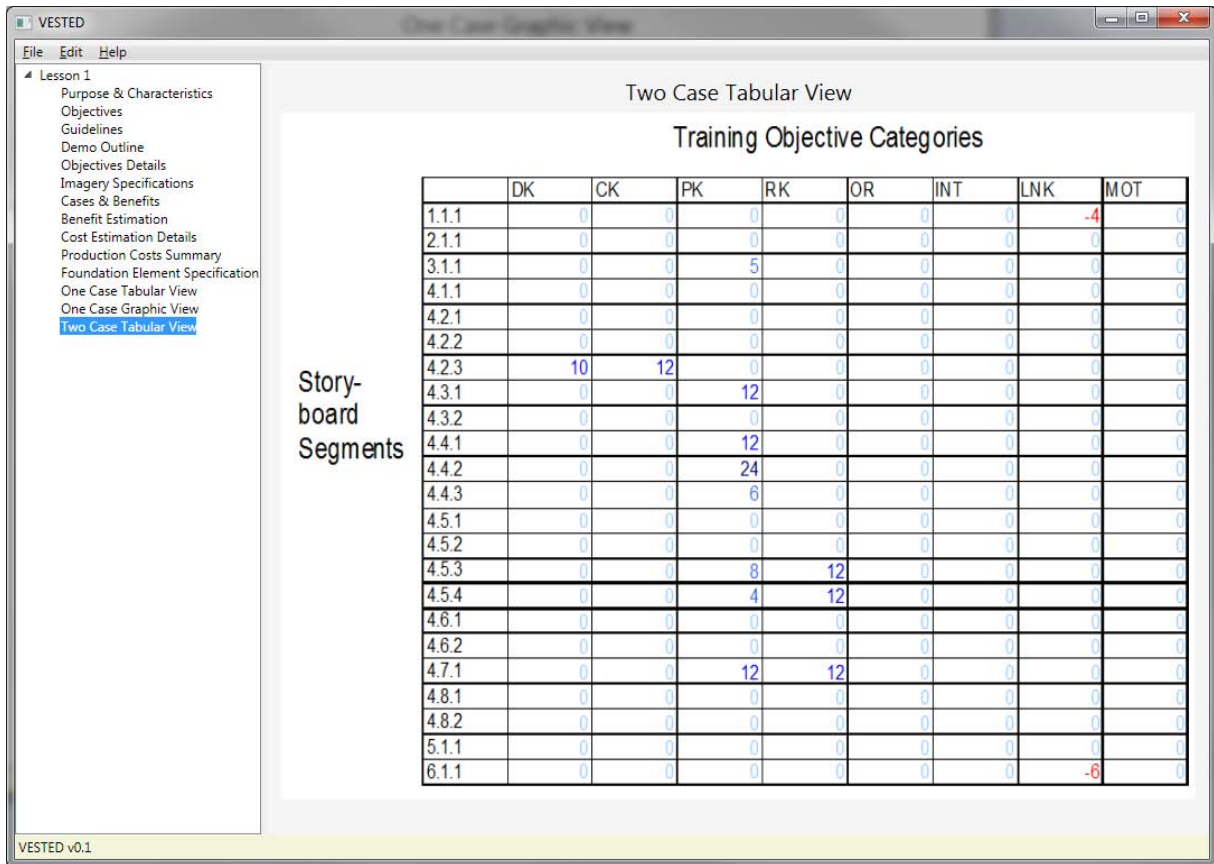 VESTED
One Case Graphic View
File Edit Help
Lesson 1
Purpose & Characteristics
Objectives
Guidelines
Demo Outline
Objectives Details
Imagery Specifications
Cases & Benefits
Benefit Estimation
Cost Estimation Details
Production Costs Summary
Foundation Element Specification
One Case Tabular View
One Case Graphic View
Two Case Tabular View
Two Case Tabular View
Training Objective Categories
Story-
board
Segments
DK CK PK RK OR INT LNK MOT
1.1.1 0 0 0 0 0 0 -4 0
2.1.1 0 0 0 0 0 0 0 0
3.1.1 0 0 5 0 0 0 0 0
4.1.1 0 0 0 0 0 0 0 0
4.2.1 0 0 0 0 0 0 0 0
4.2.2 0 0 0 0 0 0 0 0
4.2.3 10 12 0 0 0 0 0 0
4.3.1 0 0 12 0 0 0 0 0
4.3.2 0 0 0 0 0 0 0 0
4.4.1 0 0 12 0 0 0 0 0
4.4.2 0 0 24 0 0 0 0 0
4.4.3 0 0 6 0 0 0 0 0
4.5.1 0 0 0 0 0 0 0 0
4.5.2 0 0 0 0 0 0 0 0
4.5.3 0 0 8 12 0 0 0 0
4.5.4 0 0 4 12 0 0 0 0
4.6.1 0 0 0 0 0 0 0 0
4.6.2 0 0 0 0 0 0 0 0
4.7.1 0 0 12 12 0 0 0 0
4.8.1 0 0 0 0 0 0 0 0
4.8.2 0 0 0 0 0 0 0 0
5.1.1 0 0 0 0 0 0 0 0
6.1.1 0 0 0 0 0 0 -6 0
VESTED v0.1